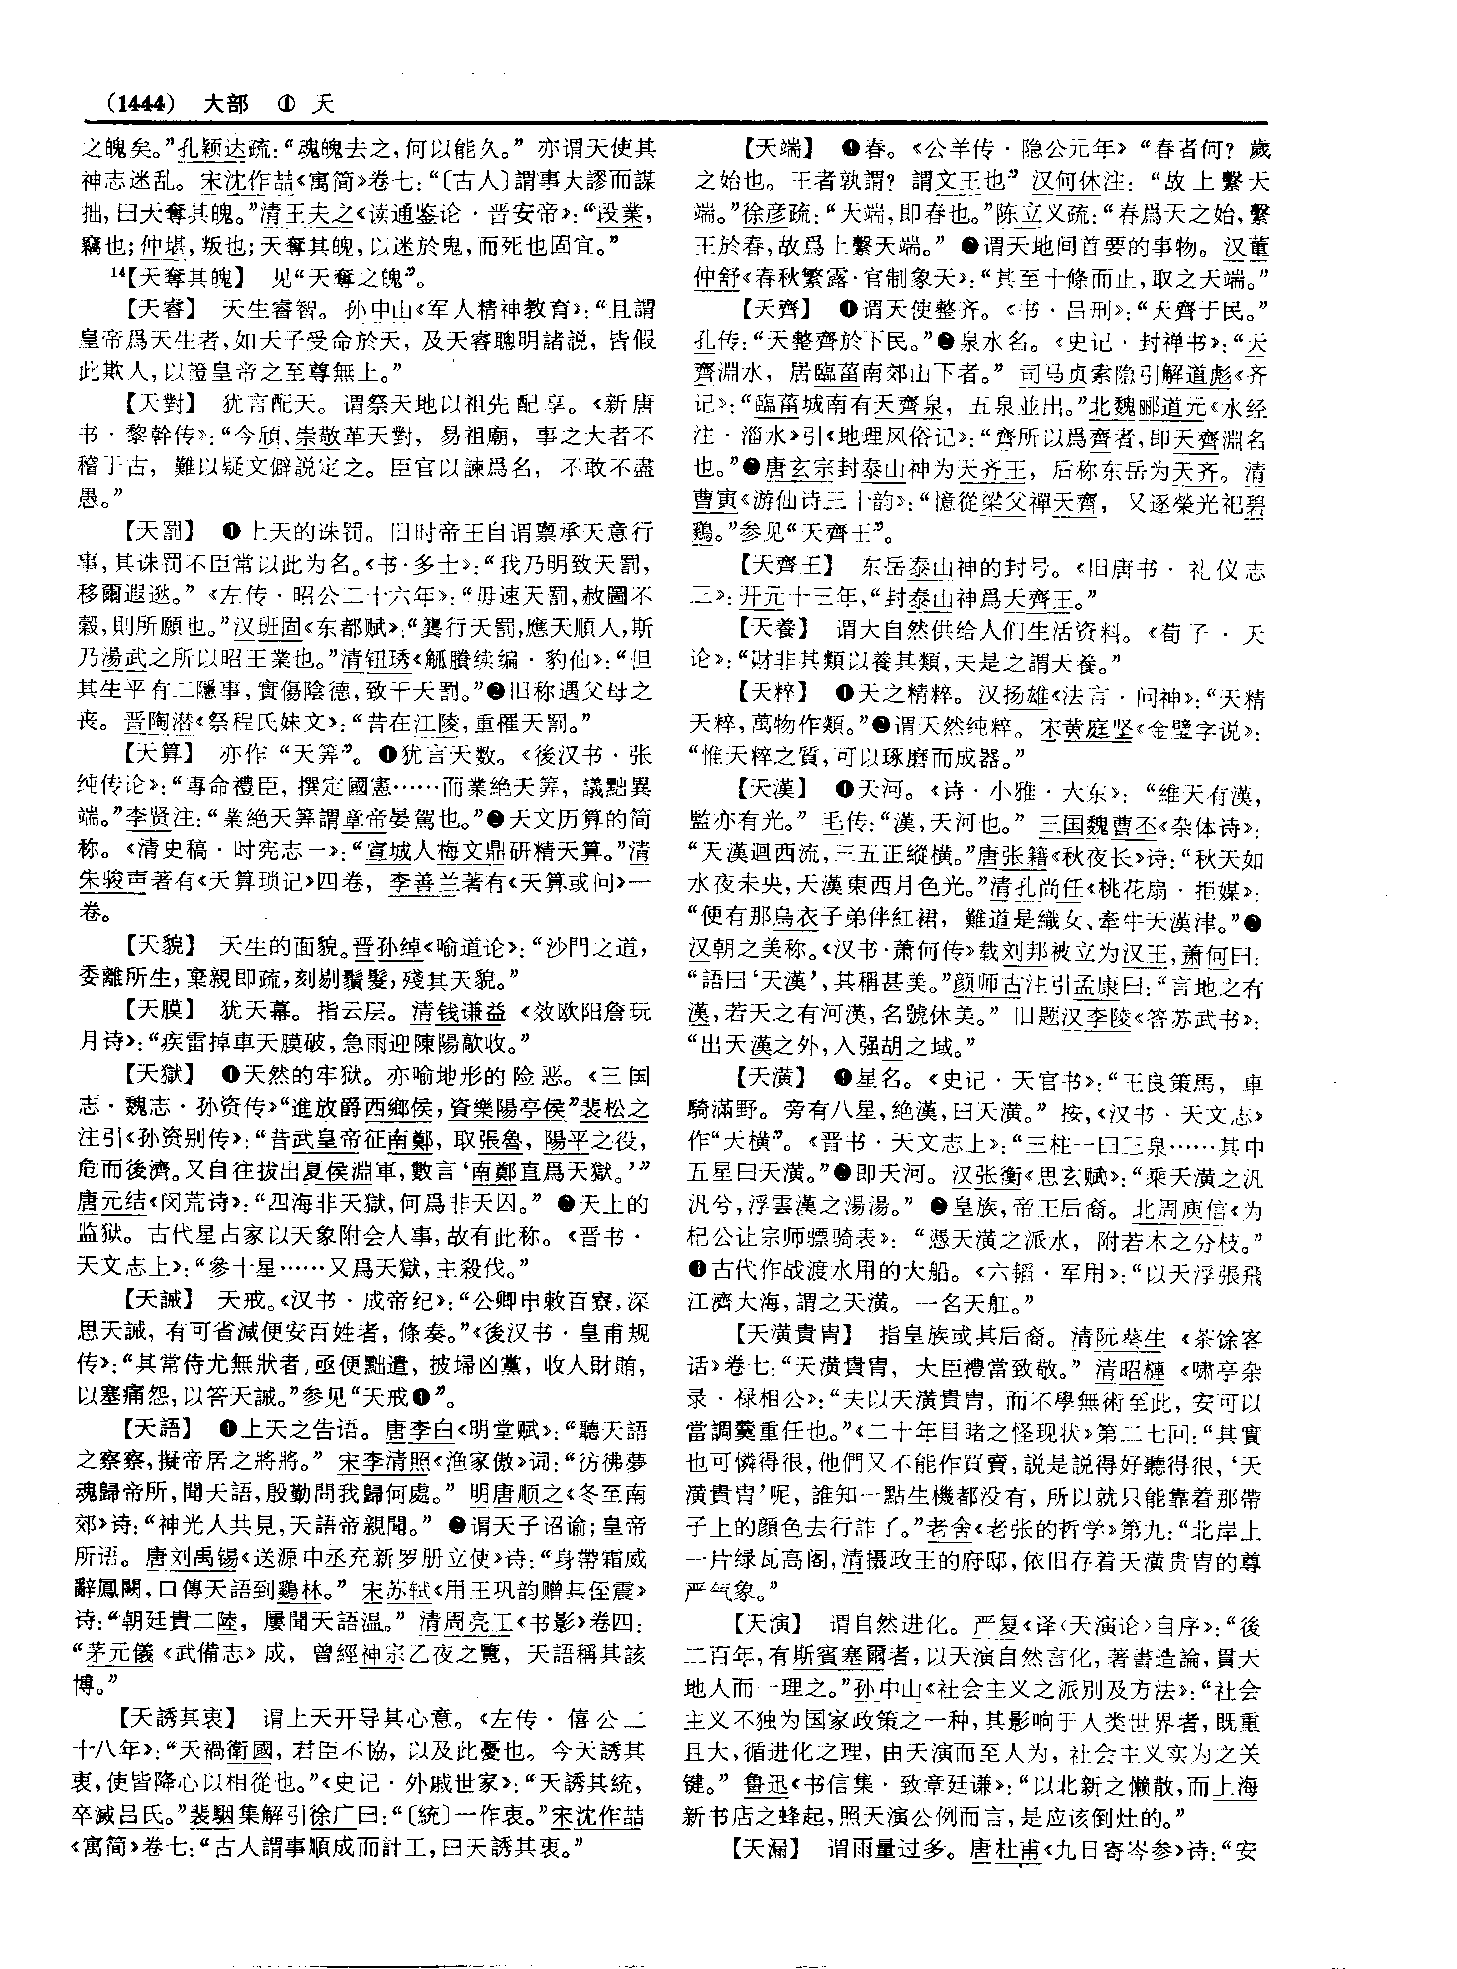 （1444） 大部 ① 天
之魄矣。”孔颖达疏：“魂魄去之，何以能久。” 亦谓天使其
神志迷乱。 宋沈作喆《寓简》卷七：“〔古人〕謂事大謬而謀
拙，曰天奪其魄。”清王夫之《读通鉴论·晋安帝》：“段業，
竊也；仲堪，叛也；天奪其魄，以迷於鬼，而死也固宜。”
14【天奪其魄】 见“天奪之魄”。
【天睿】 天生睿智。 孙中山《军人精神教育》：“且謂
皇帝爲天生者，如天子受命於天， 及天睿聰明諸説， 皆假
此欺人，以證皇帝之至尊無上。”
【天對】 犹言配天。 谓祭天地以祖先配享。《新唐
书·黎幹传》：“今頎、崇敬革天對， 易祖廟， 事之大者不
稽于古， 難以疑文僻説定之。臣官以諫爲名， 不敢不盡
愚。”
【天罰】 ❶上天的诛罚。 旧时帝王自谓禀承天意行
事，其诛罚不臣常以此为名。《书·多士》：“我乃明致天罰，
移爾遐逖。” 《左传·昭公二十六年》：“毋速天罰，赦圖不
穀，則所願也。”汉班固《东都赋》：“龔行天罰，應天順人，斯
乃湯武之所以昭王業也。”清钮琇《觚賸续编·豹仙》：“但
其生平有二隱事，實傷陰德，致干天罰。”❷旧称遇父母之
丧。 晋陶潜《祭程氏妹文》：“昔在江陵，重罹天罰。”
【天算】 亦作 “天筭”。 ❶犹言天数。《後汉书·张
纯传论》：“專命禮臣， 撰定國憲……而業絶天筭， 議黜異
端。”李贤注：“業絶天筭謂章帝晏駕也。”❷天文历算的简
称。《清史稿·时宪志一》：“宣城人梅文鼎研精天算。”清
朱骏声著有《天算琐记》四卷， 李善兰著有《天算或问》一
卷。
【天貌】 天生的面貌。晋孙绰《喻道论》：“沙門之道，
委離所生，棄親即疏，刻剔鬚髮，殘其天貌。”
【天膜】 犹天幕。 指云层。 清钱谦益 《效欧阳詹玩
月诗》：“疾雷掉車天膜破，急雨迎陳陽欹收。”
【天獄】 ❶天然的牢狱。亦喻地形的险恶。《三国
志·魏志·孙资传》“進放爵西鄉侯，資樂陽亭侯”裴松之
注引《孙资别传》：“昔武皇帝征南鄭， 取張魯， 陽平之役，
危而後濟。又自往拔出夏侯淵軍，數言‘南鄭直爲天獄。’”
唐元结《闵荒诗》：“四海非天獄，何爲非天囚。” ❷天上的
监狱。 古代星占家以天象附会人事，故有此称。《晋书·
天文志上》：“參十星……又爲天獄，主殺伐。”
【天誡】 天戒。《汉书·成帝纪》：“公卿申敕百寮，深
思天誡，有可省減便安百姓者，條奏。”《後汉书·皇甫规
传》：“其常侍尤無狀者，亟便黜遣， 披埽凶黨， 收入財賄，
以塞痛怨，以答天誡。”参见“天戒❶”。
【天語】 ❶上天之告语。唐李白《明堂赋》：“聽天語
之察察，擬帝居之將將。” 宋李清照《渔家傲》词：“彷彿夢
魂歸帝所，聞天語，殷勤問我歸何處。” 明唐顺之《冬至南
郊》诗：“神光人共見，天語帝親聞。” ❷谓天子诏谕；皇帝
所语。 唐刘禹锡《送源中丞充新罗册立使》诗：“身帶霜威
辭鳳闕，口傳天語到鷄林。” 宋苏轼《用王巩韵赠其侄震》
诗：“朝廷貴二陸， 屢聞天語温。” 清周亮工《书影》卷四：
“茅元儀《武備志》成， 曾經神宗乙夜之覽， 天語稱其該
博。”
【天誘其衷】 谓上天开导其心意。《左传·僖公二
十八年》：“天禍衛國， 君臣不協， 以及此憂也。 今天誘其
衷，使皆降心以相從也。”《史记·外戚世家》：“天誘其統，
卒滅吕氏。”裴駰集解引徐广曰：“〔統〕一作衷。”宋沈作喆
《寓简》卷七：“古人謂事順成而計工，曰天誘其衷。”
【天端】 ❶春。《公羊传·隐公元年》“春者何？歲
之始也。 王者孰謂？ 謂文王也” 汉何休注： “故上繫天
端。”徐彦疏：“天端，即春也。”陈立义疏：“春爲天之始，繫
王於春，故爲上繫天端。” ❷谓天地间首要的事物。汉董
仲舒《春秋繁露·官制象天》：“其至十條而止，取之天端。”
【天齊】 ❶谓天使整齐。《书·吕刑》：“天齊于民。”
孔传：“天整齊於下民。”❷泉水名。《史记·封禅书》：“天
齊淵水， 居臨菑南郊山下者。” 司马贞索隐引解道彪《齐
记》：“臨菑城南有天齊泉， 五泉並出。”北魏郦道元《水经
注·淄水》引《地理风俗记》：“齊所以爲齊者，即天齊淵名
也。”❸唐玄宗封泰山神为天齐王， 后称东岳为天齐。清
曹寅《游仙诗三十韵》：“憶從梁父禪天齊， 又逐榮光祀碧
鷄。”参见“天齊王”。
【天齊王】 东岳泰山神的封号。《旧唐书·礼仪志
三》：开元十三年，“封泰山神爲天齊王。”
【天養】 谓大自然供给人们生活资料。《荀子·天
论》：“財非其類以養其類，天是之謂天養。”
【天粹】 ❶天之精粹。汉扬雄《法言·问神》：“天精
天粹，萬物作類。”❷谓天然纯粹。 宋黄庭坚《金璧字说》：
“惟天粹之質，可以琢磨而成器。”
【天漢】 ❶天河。《诗·小雅·大东》： “維天有漢，
監亦有光。” 毛传：“漢，天河也。” 三国魏曹丕《杂体诗》：
“天漢迴西流，三五正縱横。”唐张籍《秋夜长》诗：“秋天如
水夜未央，天漢東西月色光。”清孔尚任《桃花扇·拒媒》：
“便有那烏衣子弟伴紅裙， 難道是織女、牽牛天漢津。”❷
汉朝之美称。《汉书·萧何传》载刘邦被立为汉王，萧何曰：
“語曰‘天漢’，其稱甚美。”颜师古注引孟康曰：“言地之有
漢，若天之有河漢，名號休美。” 旧题汉李陵《答苏武书》：
“出天漢之外，入强胡之域。”
【天潢】 ❶星名。《史记·天官书》：“王良策馬， 車
騎滿野。旁有八星，絶漢，曰天潢。” 按，《汉书·天文志》
作“天横”。《晋书·天文志上》：“三柱一曰三泉……其中
五星曰天潢。”❷即天河。 汉张衡《思玄赋》：“乘天潢之汎
汎兮，浮雲漢之湯湯。” ❸皇族，帝王后裔。 北周庾信《为
杞公让宗师骠骑表》： “憑天潢之派水， 附若木之分枝。”
❹古代作战渡水用的大船。《六韬·军用》：“以天浮張飛
江濟大海，謂之天潢。 一名天舡。”
【天潢貴胄】 指皇族或其后裔。清阮葵生《茶馀客
话》卷七：“天潢貴胄， 大臣禮當致敬。” 清昭槤《啸亭杂
录·禄相公》：“夫以天潢貴胄，而不學無術至此，安可以
當調羹重任也。”《二十年目睹之怪现状》第二七回：“其實
也可憐得很，他們又不能作買賣，説是説得好聽得很，‘天
潢貴胄’呢， 誰知一點生機都没有，所以就只能靠着那帶
子上的顔色去行詐了。”老舍《老张的哲学》第九：“北岸上
一片绿瓦高阁，清摄政王的府邸，依旧存着天潢贵胄的尊
严气象。”
【天演】 谓自然进化。严复《译〈天演论〉自序》：“後
二百年，有斯賓塞爾者，以天演自然言化，著書造論，貫天
地人而一理之。”孙中山《社会主义之派别及方法》：“社会
主义不独为国家政策之一种，其影响于人类世界者，既重
且大，循进化之理， 由天演而至人为， 社会主义实为之关
键。” 鲁迅《书信集·致章廷谦》：“以北新之懒散，而上海
新书店之蜂起，照天演公例而言，是应该倒灶的。”
【天漏】 谓雨量过多。唐杜甫《九日寄岑参》诗：“安